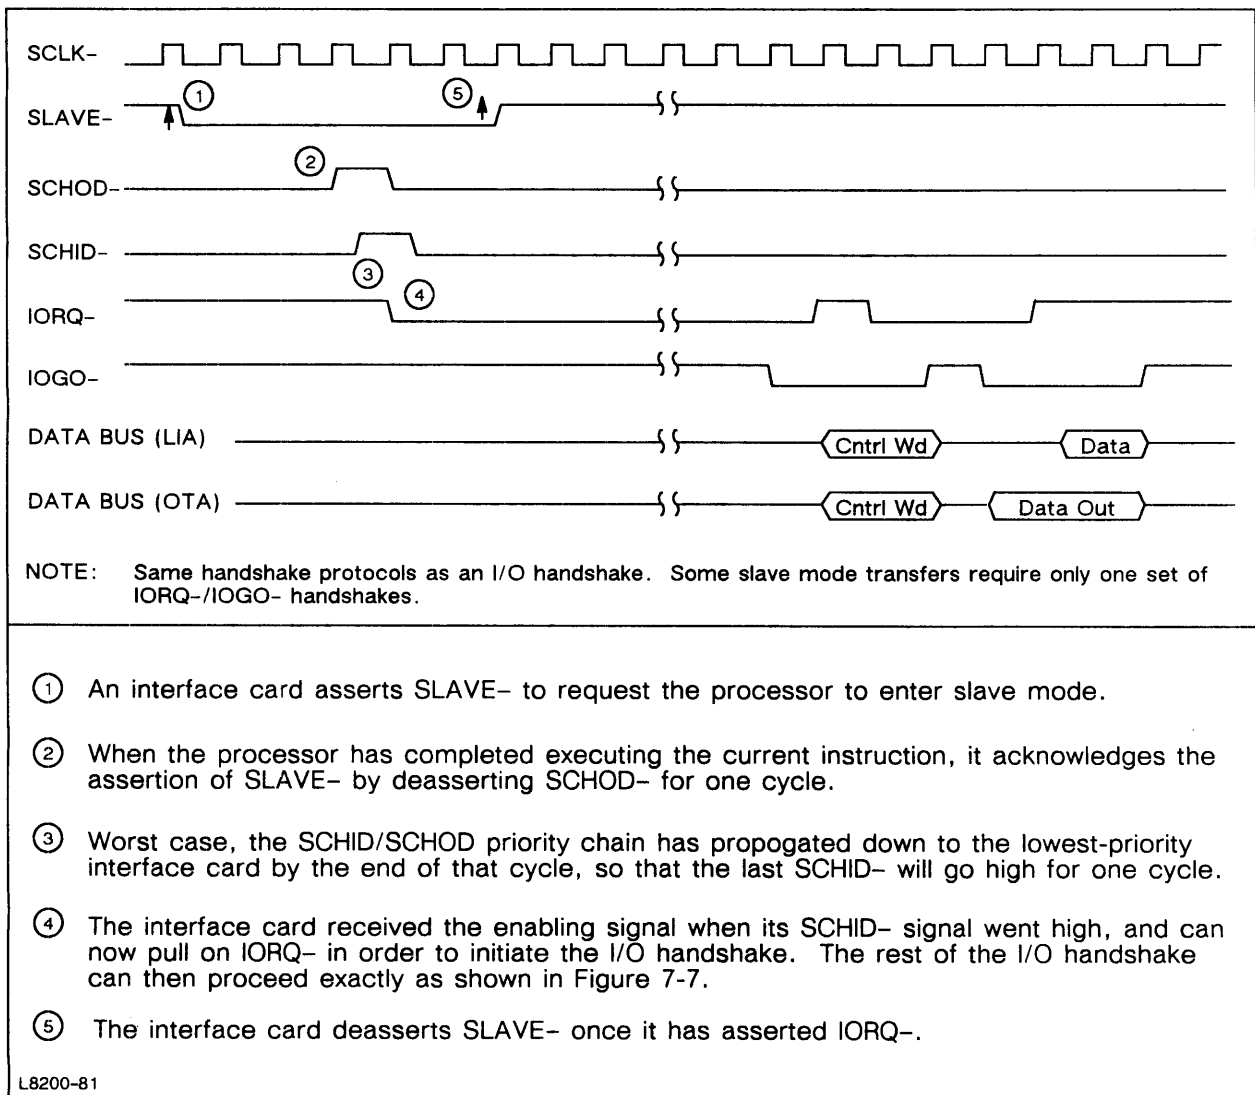 SCLK-
SLAVE-
①
⑤
②
SCHOD-
SCHID-
③
④
IORQ-
IOGO-
DATA BUS (LIA)
Cntrl Wd
Data
DATA BUS (OTA)
Cntrl Wd
Data Out
NOTE: Same handshake protocols as an I/O handshake. Some slave mode transfers require only one set of
IORQ-/IOGO- handshakes.
① An interface card asserts SLAVE- to request the processor to enter slave mode.
② When the processor has completed executing the current instruction, it acknowledges the
assertion of SLAVE- by deasserting SCHOD- for one cycle.
③ Worst case, the SCHID/SCHOD priority chain has propogated down to the lowest-priority
interface card by the end of that cycle, so that the last SCHID- will go high for one cycle.
④ The interface card received the enabling signal when its SCHID- signal went high, and can
now pull on IORQ- in order to initiate the I/O handshake. The rest of the I/O handshake
can then proceed exactly as shown in Figure 7-7.
⑤ The interface card deasserts SLAVE- once it has asserted IORQ-.
L8200-81